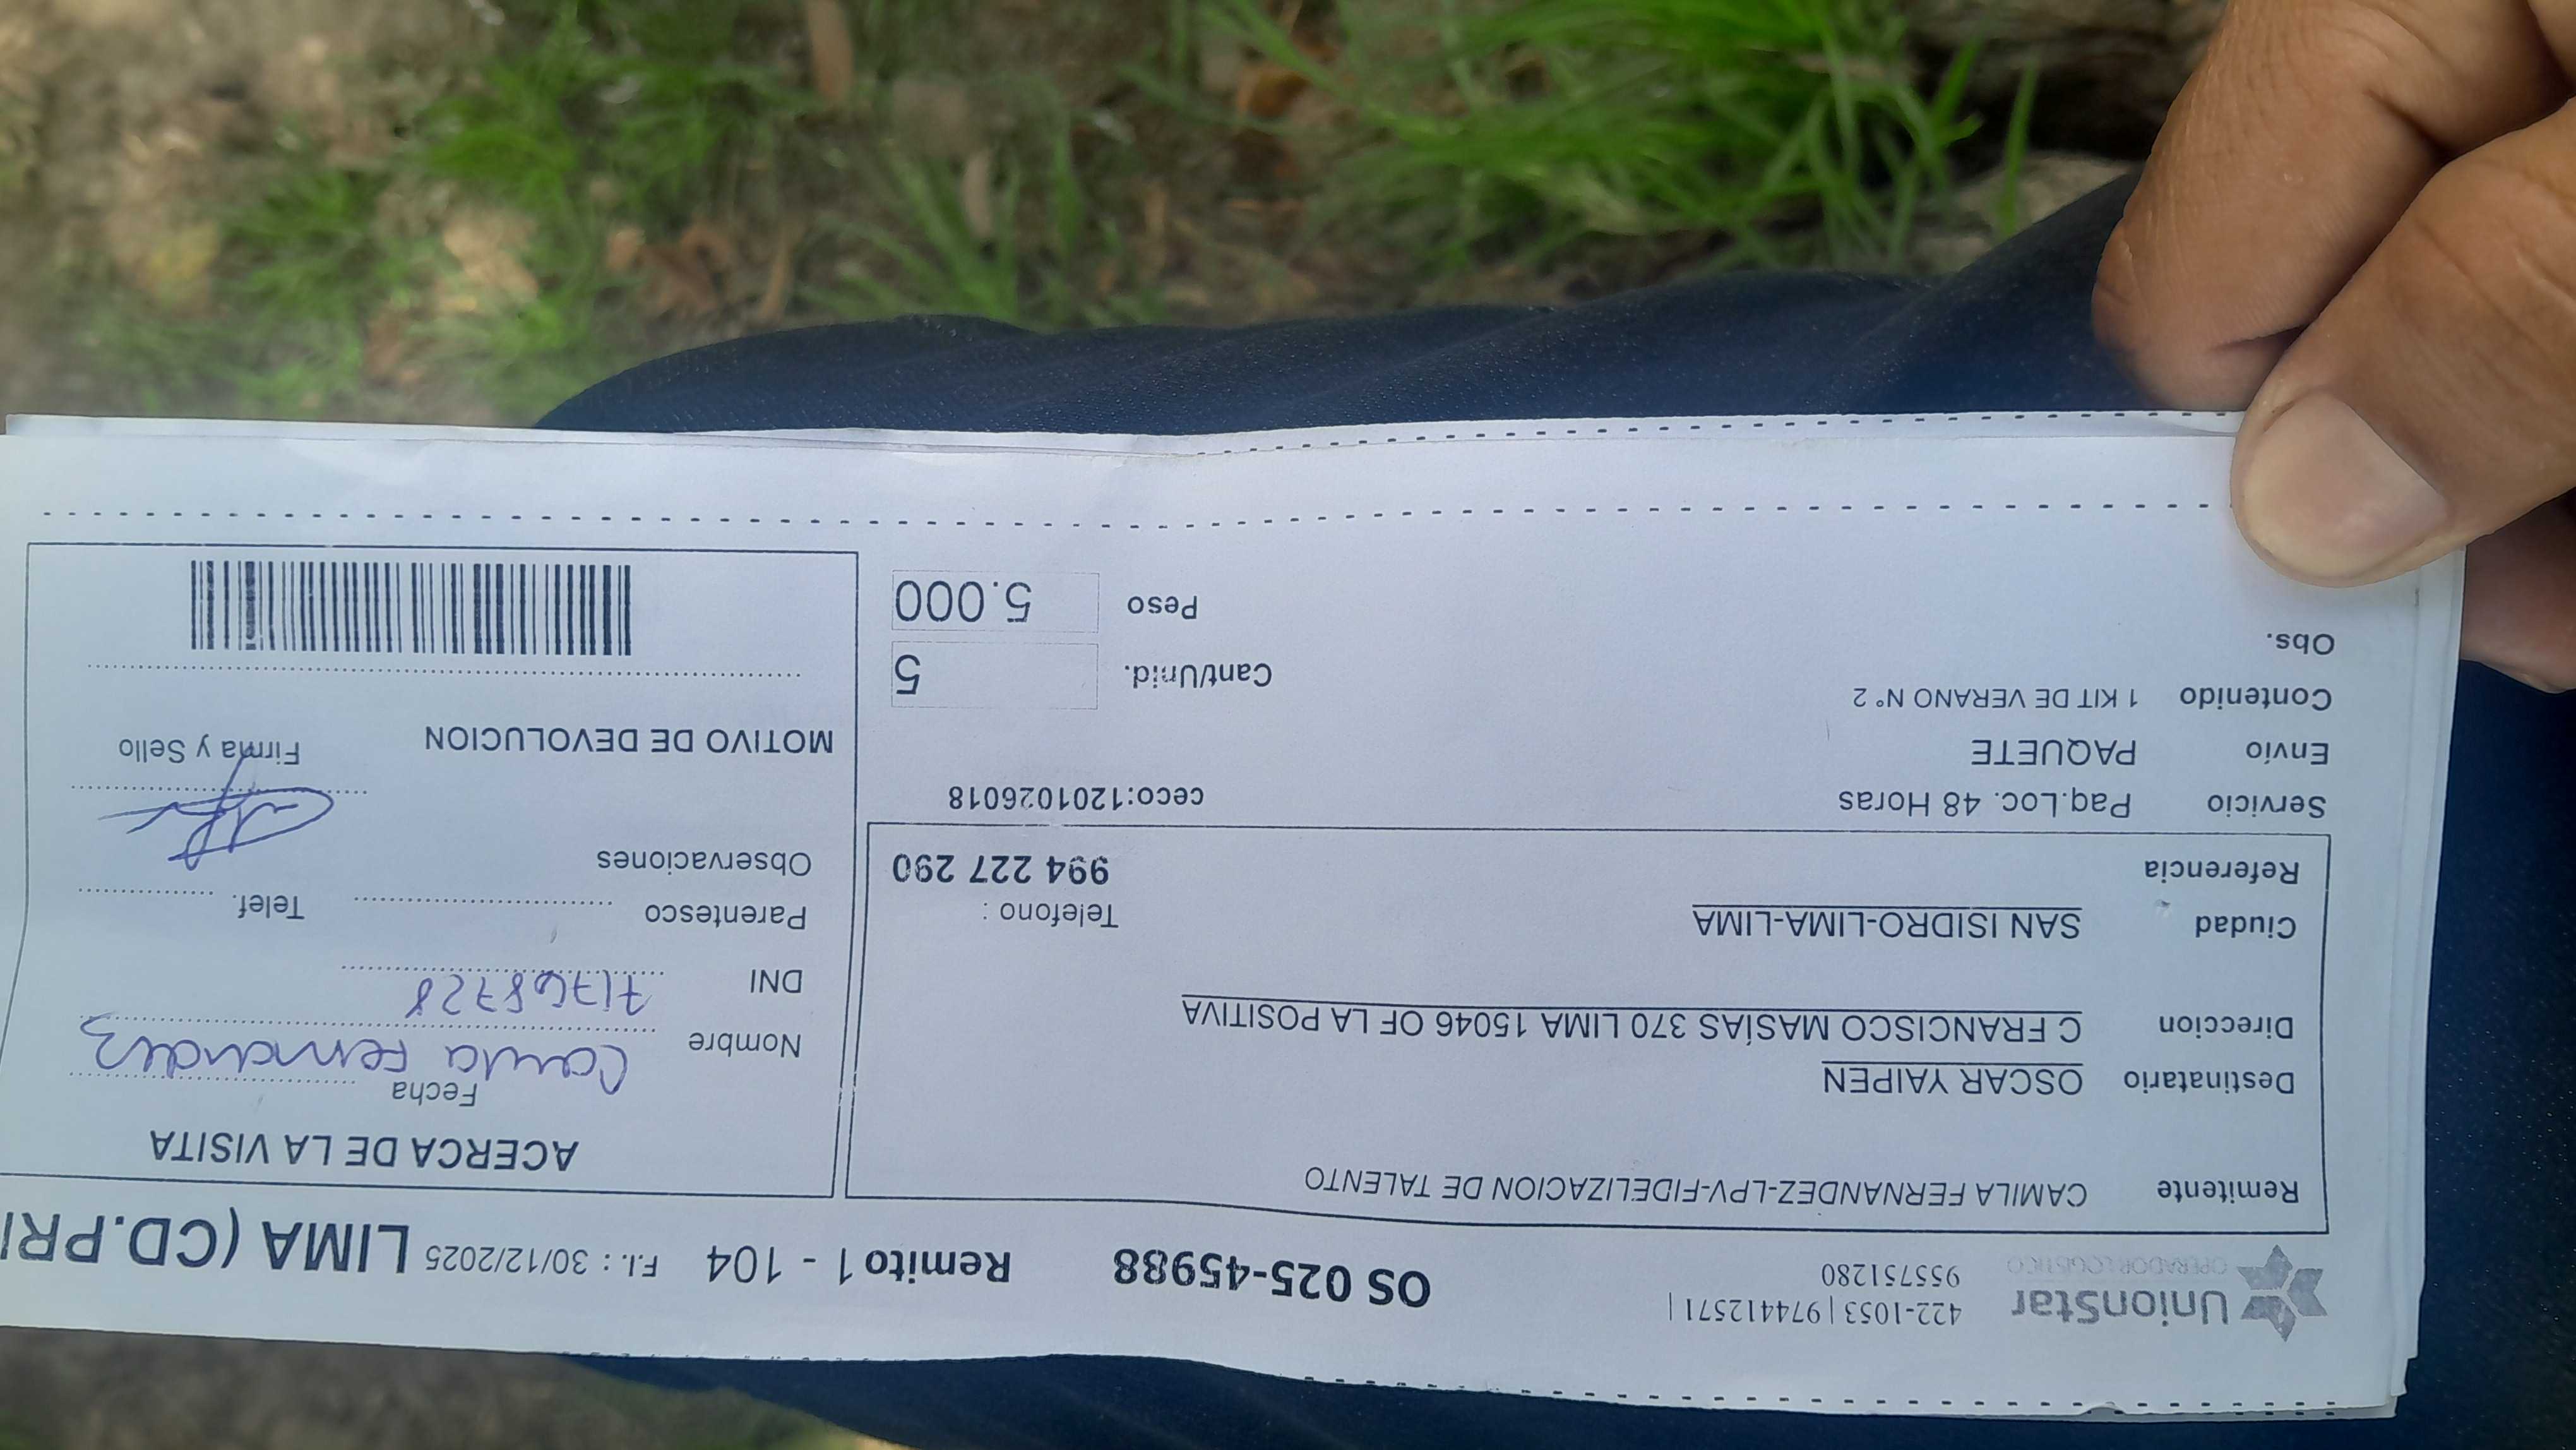 UnionStar
OPERADOR LOGISTICO
422-1053 | 974412571 |
955751280
OS 025-45988
Remito 1 - 104
F.I. : 30/12/2025
LIMA (CD.PRI
Remitente CAMILA FERNANDEZ-LPV-FIDELIZACION DE TALENTO
Destinatario OSCAR YAIPEN
Direccion C FRANCISCO MASÍAS 370 LIMA 15046 OF LA POSITIVA
Ciudad SAN ISIDRO-LIMA-LIMA
Telefono :
Referencia
994 227 290
Servicio Paq.Loc. 48 Horas
ceco:1201026018
Envío PAQUETE
Contenido 1 KIT DE VERANO N° 2
Cant/Unid. 5
Obs.
Peso 5.000
ACERCA DE LA VISITA
Fecha
Nombre Camila Fernandez
DNI 71768728
Parentesco Telef.
Observaciones
Firma y Sello
MOTIVO DE DEVOLUCION